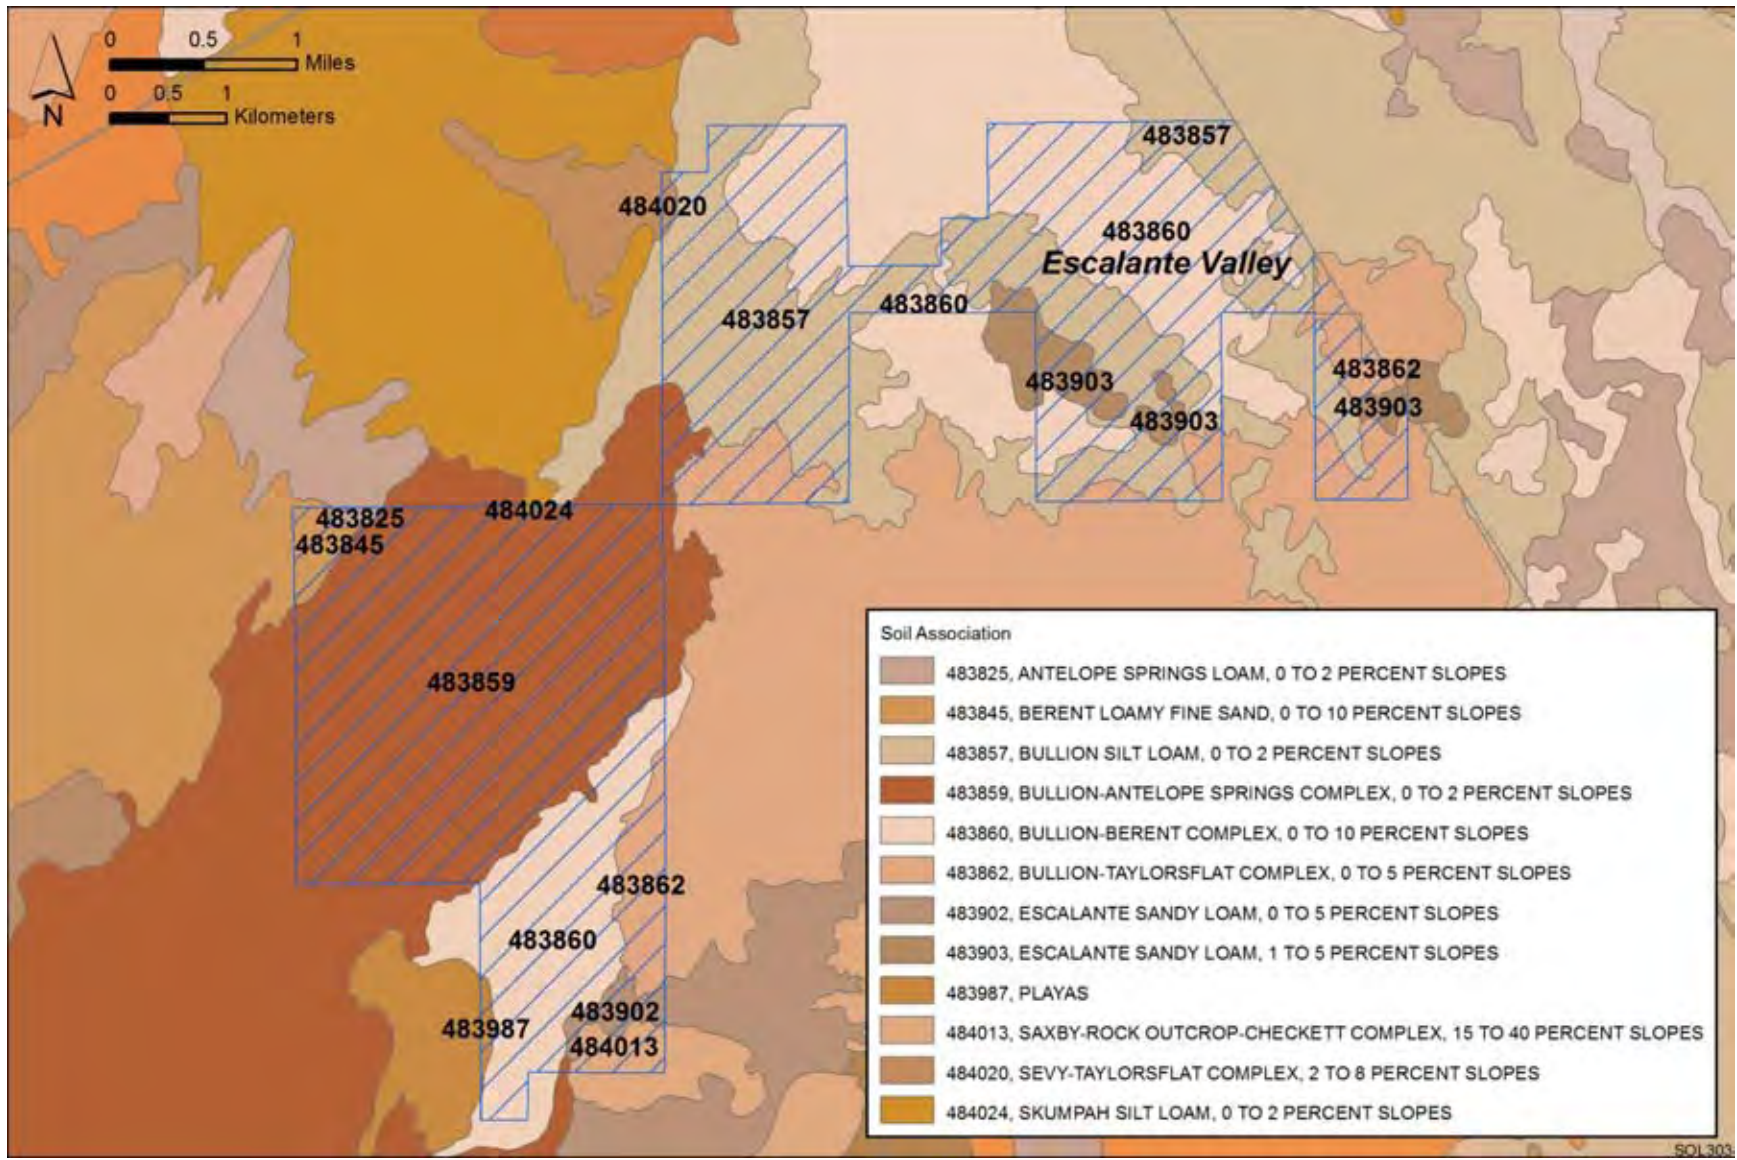 0 0.5 1
Miles
0 0.5 1
Kilometers
N
483857
484020
483860
Escalante Valley
483860
483857
483862
483903
483903
483903
484024
483825
483845
483859
483862
483860
483902
483987
484013
Soil Association
483825, ANTELOPE SPRINGS LOAM, 0 TO 2 PERCENT SLOPES
483845, BERENT LOAMY FINE SAND, 0 TO 10 PERCENT SLOPES
483857, BULLION SILT LOAM, 0 TO 2 PERCENT SLOPES
483859, BULLION-ANTELOPE SPRINGS COMPLEX, 0 TO 2 PERCENT SLOPES
483860, BULLION-BERENT COMPLEX, 0 TO 10 PERCENT SLOPES
483862, BULLION-TAYLORSFLAT COMPLEX, 0 TO 5 PERCENT SLOPES
483902, ESCALANTE SANDY LOAM, 0 TO 5 PERCENT SLOPES
483903, ESCALANTE SANDY LOAM, 1 TO 5 PERCENT SLOPES
483987, PLAYAS
484013, SAXBY-ROCK OUTCROP-CHECKETT COMPLEX, 15 TO 40 PERCENT SLOPES
484020, SEVY-TAYLORSFLAT COMPLEX, 2 TO 8 PERCENT SLOPES
484024, SKUMPAH SILT LOAM, 0 TO 2 PERCENT SLOPES
SOL303